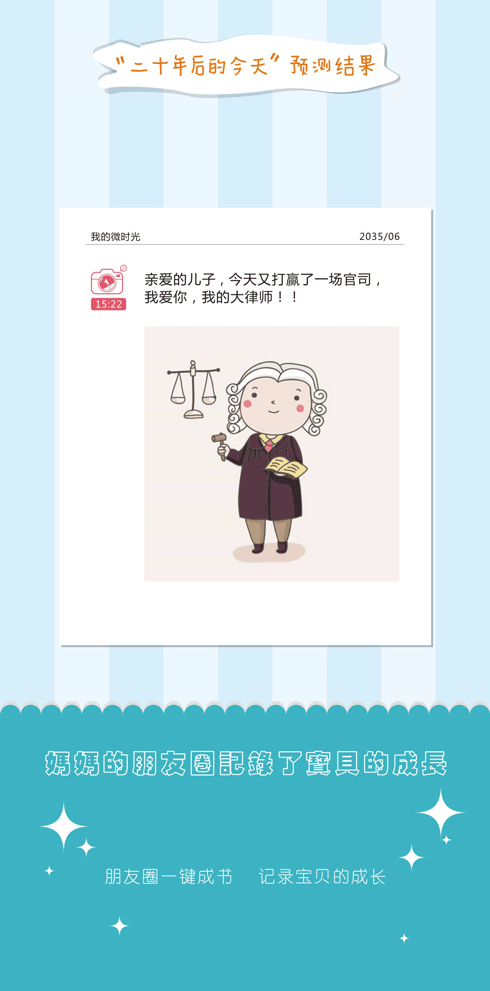 “二十年后的今天”预测结果
我的微时光 2035/06
亲爱的儿子，今天又打赢了一场官司，
15:22 我爱你，我的大律师！！
媽媽的朋友圈記錄了寶貝的成長
朋友圈一键成书 记录宝贝的成长